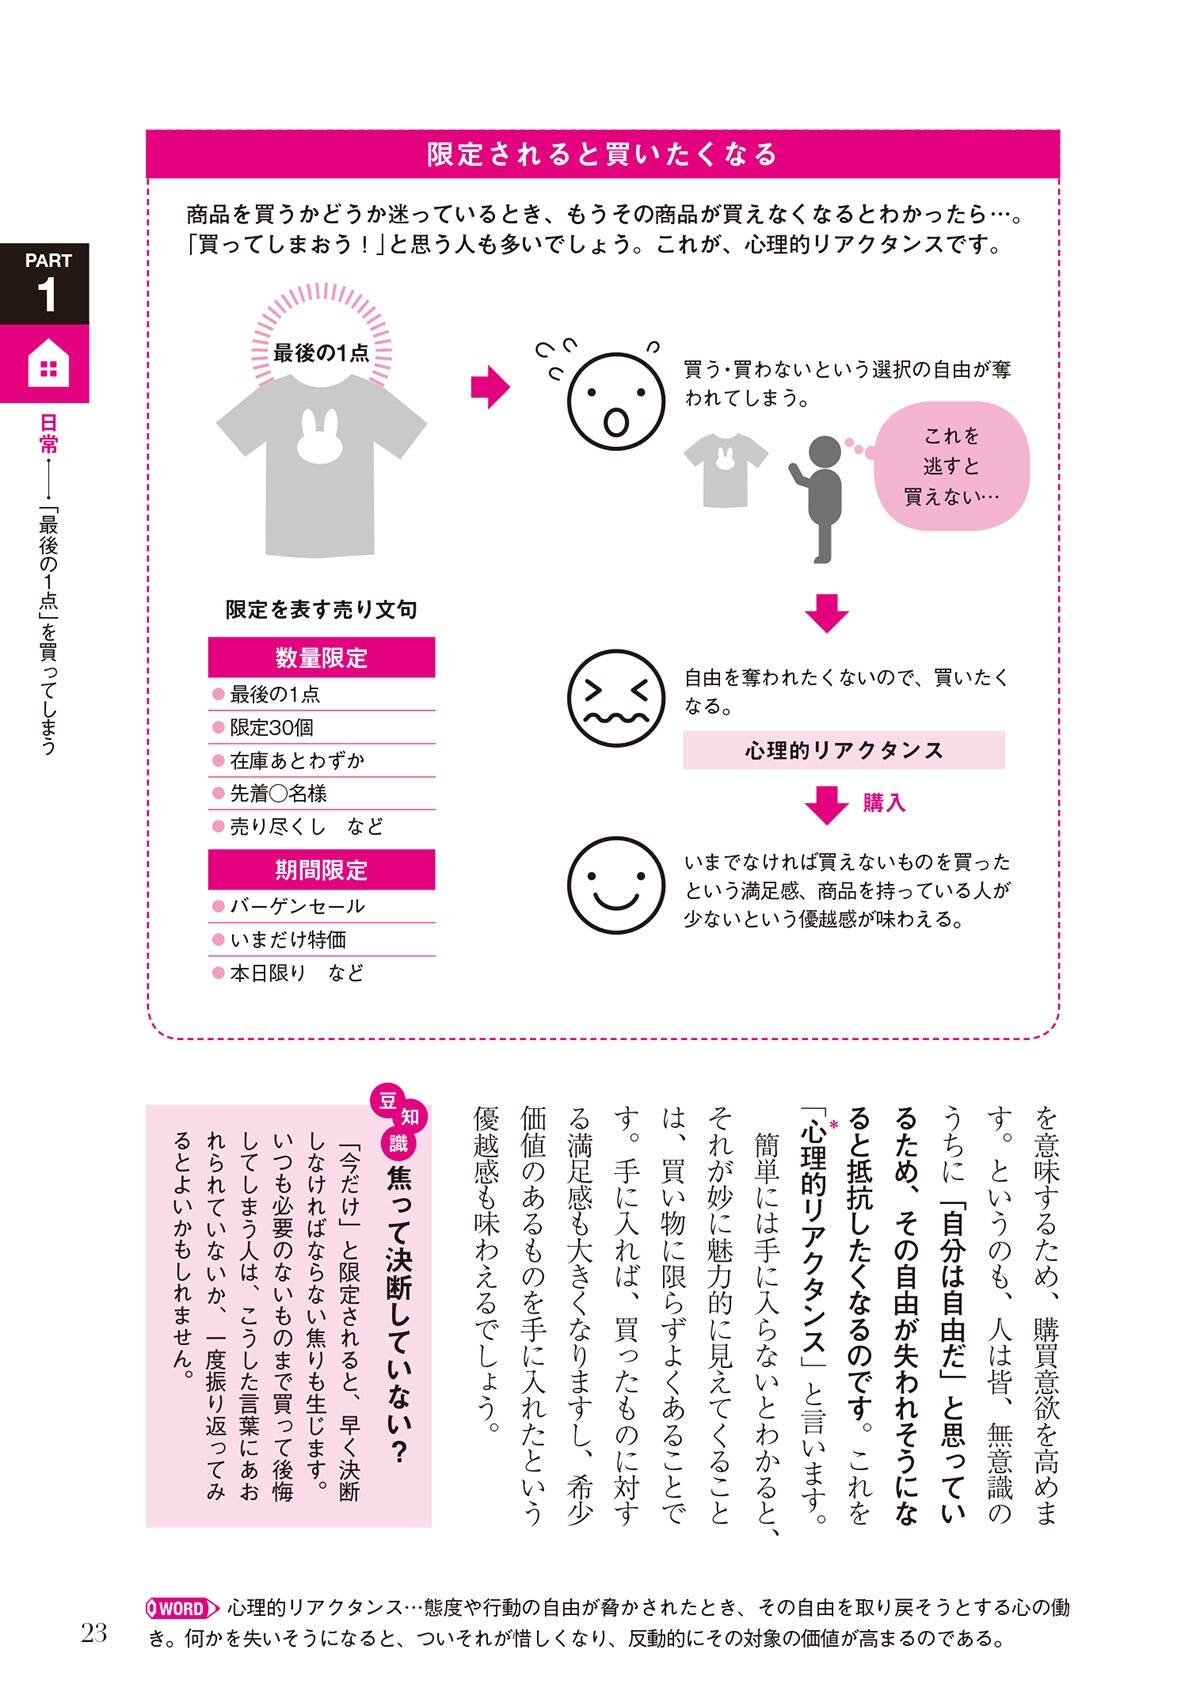 限定されると買いたくなる
商品を買うかどうか迷っているとき、もうその商品が買えなくなるとわかったら…。
「買ってしまおう！」と思う人も多いでしょう。これが、心理的リアクタンスです。
PART
1
日常――「最後の1点」を買ってしまう
最後の1点
買う・買わないという選択の自由が奪
われてしまう。
これを
逃すと
買えない…
限定を表す売り文句
数量限定
●最後の1点
●限定30個
●在庫あとわずか
●先着○名様
●売り尽くし　など
期間限定
●バーゲンセール
●いまだけ特価
●本日限り　など
自由を奪われたくないので、買いたく
なる。
心理的リアクタンス
購入
いまでなければ買えないものを買った
という満足感、商品を持っている人が
少ないという優越感が味わえる。
を意味するため、購買意欲を高めま
す。というのも、人は皆、無意識の
うちに「自分は自由だ」と思ってい
るため、その自由が失われそうにな
ると抵抗したくなるのです。これを
「心理的リアクタンス*」と言います。
簡単には手に入らないとわかると、
それが妙に魅力的に見えてくること
は、買い物に限らずよくあることで
す。手に入れば、買ったものに対す
る満足感も大きくなりますし、希少
価値のあるものを手に入れたという
優越感も味わえるでしょう。
豆知識
焦って決断していない？
「今だけ」と限定されると、早く決断
しなければならない焦りも生じます。
いつも必要のないものまで買って後悔
してしまう人は、こうした言葉にあお
れられていないか、一度振り返ってみ
るとよいかもしれません。
WORD 心理的リアクタンス…態度や行動の自由が脅かされたとき、その自由を取り戻そうとする心の働
き。何かを失いそうになると、ついそれが惜しくなり、反動的にその対象の価値が高まるのである。
23